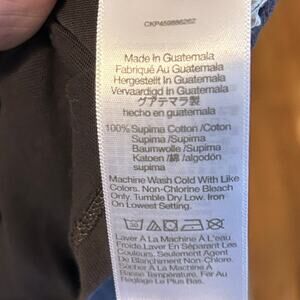 CKP459886262
Made in Guatemala
Fabriqué Au Guatemala
Hergestellt in Guatemala
Vervaardigd in Guatemala
グアテマラ製
hecho en guatemala
100% Supima Cotton /Coton
Supima /Supima
Baumwolle /Supima
Katoen /綿 /algodón
supima
Machine Wash Cold With Like
Colors. Non-Chlorine Bleach
Only. Tumble Dry Low. Iron
On Lowest Setting.
Laver À La Machine À L'eau
Froide. Laver En Séparant Les
Couleurs. Seulement Agent
De Blanchiment Non-Chlore.
Sécher À La Machine À
Basse Température, Fer Au
Réglage Le Plus Bas.